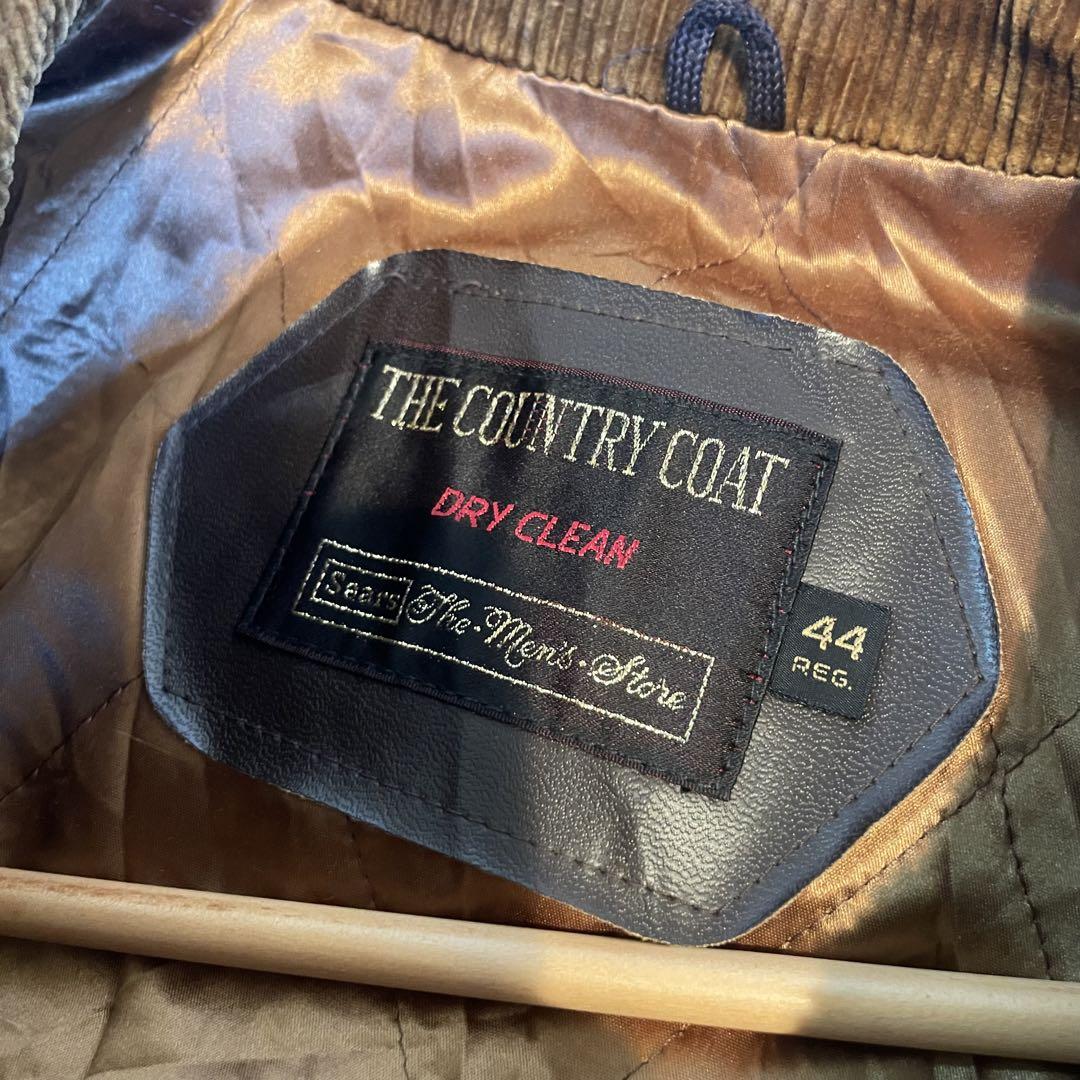 THE COUNTRY COAT
DRY CLEAN
Sears The·Men's·Store
44
REG.